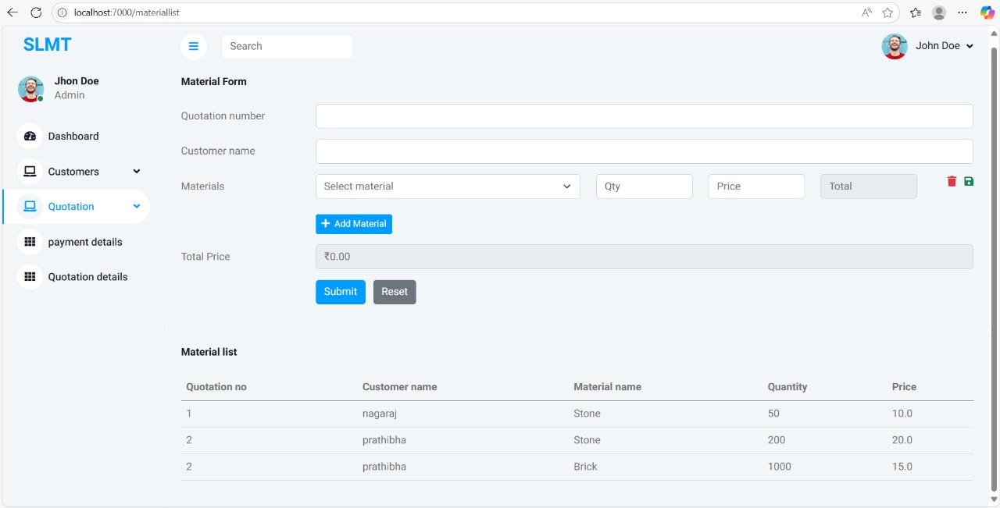 localhost:7000/materiallist
SLMT
Search
John Doe
Jhon Doe
Admin
Dashboard
Customers
Quotation
payment details
Quotation details
Material Form
Quotation number
Customer name
Materials
Select material
Qty
Price
Total
Add Material
Total Price
₹0.00
Submit
Reset
Material list
Quotation no Customer name Material name Quantity Price
1 nagaraj Stone 50 10.0
2 prathibha Stone 200 20.0
2 prathibha Brick 1000 15.0